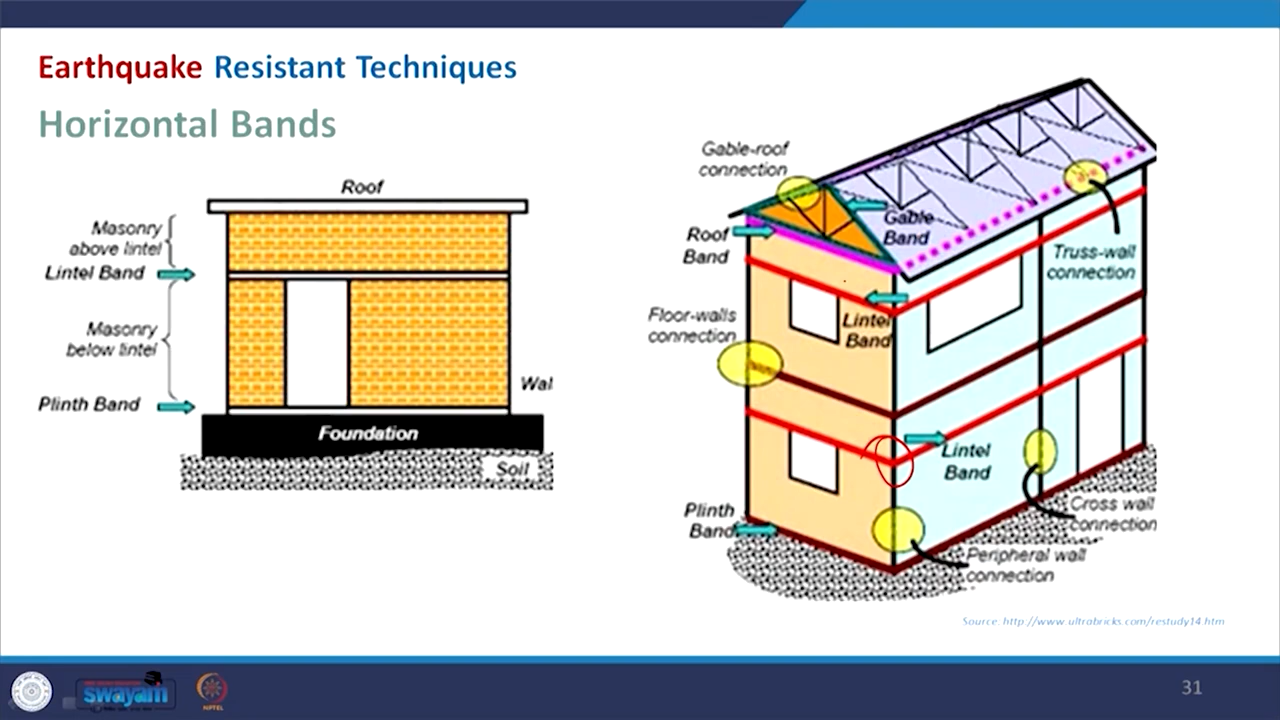 Earthquake Resistant Techniques
Horizontal Bands
Roof
Masonry
above lintel
Lintel Band
Masonry
below lintel
Plinth Band
Wal
Foundation
Soil
Gable-roof
connection
Gable
Band
Roof
Band
Truss-wall
connection
Floor-walls
connection
Lintel
Band
Lintel
Band
Plinth
Band
Cross wall
connection
Peripheral wall
connection
Source: http://www.ultrabricks.com/restudy14.htm
swayam
NPTEL
31